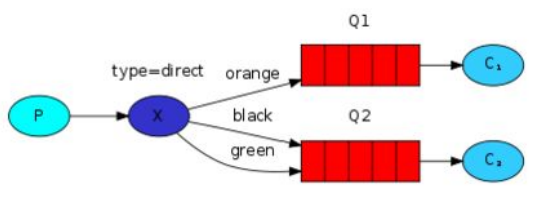 Q1
type=direct
orange
C₁
P
X
black
Q2
green
C₂